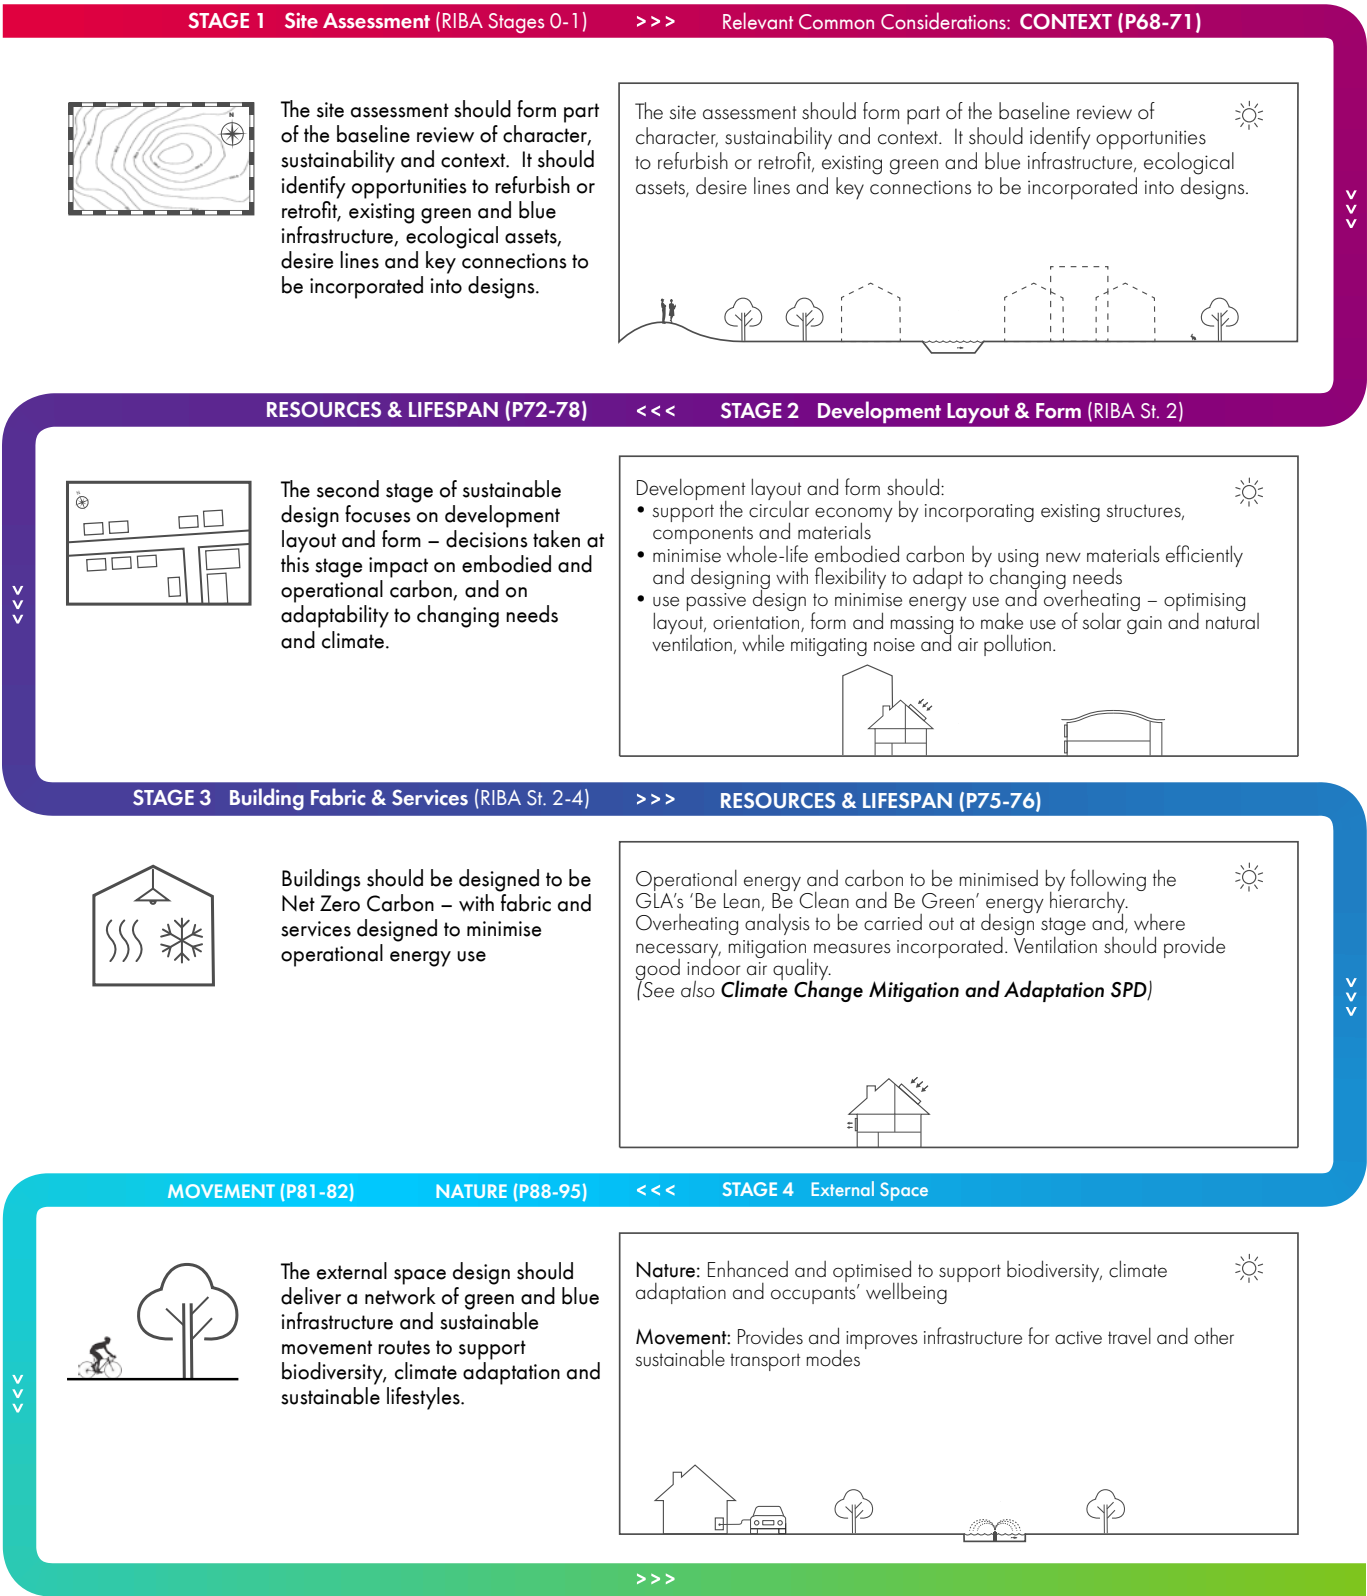 STAGE 1 Site Assessment (RIBA Stages 0-1) >>> Relevant Common Considerations: CONTEXT (P68-71)
N
The site assessment should form part
of the baseline review of character,
sustainability and context. It should
identify opportunities to refurbish or
retrofit, existing green and blue
infrastructure, ecological assets,
desire lines and key connections to
be incorporated into designs.
The site assessment should form part of the baseline review of
character, sustainability and context. It should identify opportunities
to refurbish or retrofit, existing green and blue infrastructure, ecological
assets, desire lines and key connections to be incorporated into designs.
>>>
RESOURCES & LIFESPAN (P72-78) <<< STAGE 2 Development Layout & Form (RIBA St. 2)
N
The second stage of sustainable
design focuses on development
layout and form – decisions taken at
this stage impact on embodied and
operational carbon, and on
adaptability to changing needs
and climate.
Development layout and form should:
• support the circular economy by incorporating existing structures,
components and materials
• minimise whole-life embodied carbon by using new materials efficiently
and designing with flexibility to adapt to changing needs
• use passive design to minimise energy use and overheating – optimising
layout, orientation, form and massing to make use of solar gain and natural
ventilation, while mitigating noise and air pollution.
>>>
STAGE 3 Building Fabric & Services (RIBA St. 2-4) >>> RESOURCES & LIFESPAN (P75-76)
Buildings should be designed to be
Net Zero Carbon – with fabric and
services designed to minimise
operational energy use
Operational energy and carbon to be minimised by following the
GLA's 'Be Lean, Be Clean and Be Green' energy hierarchy.
Overheating analysis to be carried out at design stage and, where
necessary, mitigation measures incorporated. Ventilation should provide
good indoor air quality.
(See also Climate Change Mitigation and Adaptation SPD)
>>>
MOVEMENT (P81-82) NATURE (P88-95) <<< STAGE 4 External Space
The external space design should
deliver a network of green and blue
infrastructure and sustainable
movement routes to support
biodiversity, climate adaptation and
sustainable lifestyles.
Nature: Enhanced and optimised to support biodiversity, climate
adaptation and occupants' wellbeing
Movement: Provides and improves infrastructure for active travel and other
sustainable transport modes
>>>
>>>